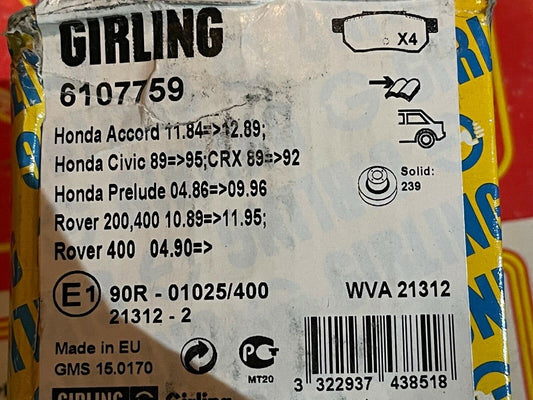 GIRLING
X4
6107759
Honda Accord 11.84=>12.89;
Honda Civic 89=>95;CRX 89=>92
Honda Prelude 04.86=>09.96
Solid:
239
Rover 200,400 10.89=>11.95;
Rover 400 04.90=>
E1 90R - 01025/400
WVA 21312
21312 - 2
Made in EU
GMS 15.0170
MT20
3 322937 438518
GIRLING
Girling